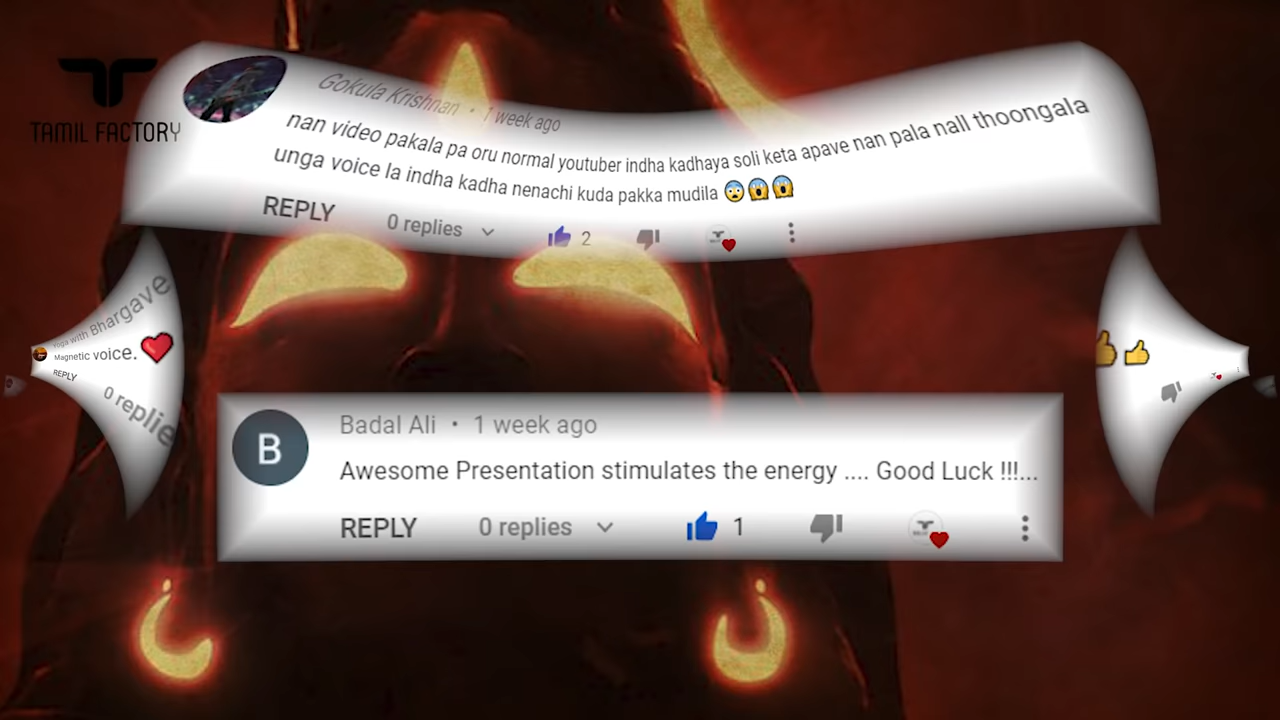 TAMIL FACTORY
Gokula Krishnan • 1 week ago
nan video pakala pa oru normal youtuber indha kadhaya soli keta apave nan pala nall thoongala
unga voice la indha kadha nenachi kuda pakka mudila 😨😱😱
REPLY 0 replies 2
Yoga with Bhargave
Magnetic voice. ❤️
REPLY
0 replie
👍👍
B
Badal Ali • 1 week ago
Awesome Presentation stimulates the energy .... Good Luck !!!...
REPLY 0 replies 1